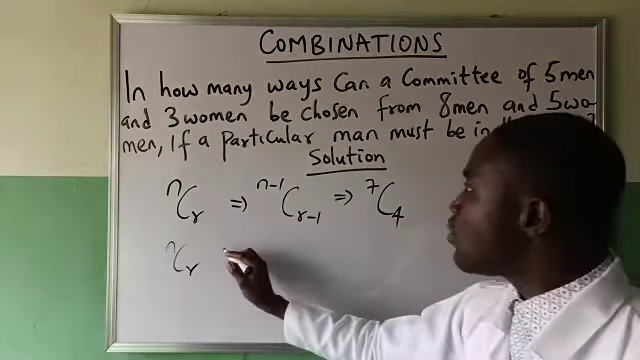 COMBINATIONS
In how many ways Can a Committee of 5men
and 3women be chosen from 8men and 5wo-
men, If a particular man must be in
Solution
ⁿCᵣ ⇒ ⁿ⁻¹Cᵣ₋₁ ⇒ ⁷C₄
ⁿCᵣ